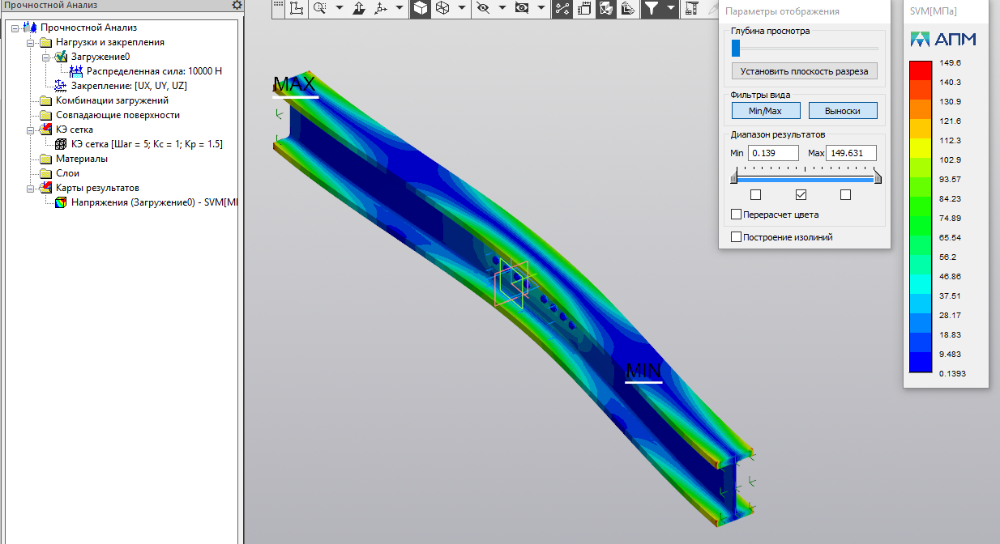 Прочностной Анализ
Прочностной Анализ
Нагрузки и закрепления
Загружение0
Распределенная сила: 10000 Н
Закрепление: [UX, UY, UZ]
Комбинации загружений
Совпадающие поверхности
КЭ сетка
КЭ сетка [Шаг = 5; Кс = 1; Кр = 1.5]
Материалы
Слои
Карты результатов
Напряжения (Загружение0) - SVM[МП
MAX
MIN
Параметры отображения
Глубина просмотра
Установить плоскость разреза
Фильтры вида
Min/Max
Выноски
Диапазон результатов
Min 0.139 Max 149.631
Перерасчет цвета
Построение изолиний
SVM[МПа]
АПМ
149.6
140.3
130.9
121.6
112.3
102.9
93.57
84.23
74.89
65.54
56.2
46.86
37.51
28.17
18.83
9.483
0.1393